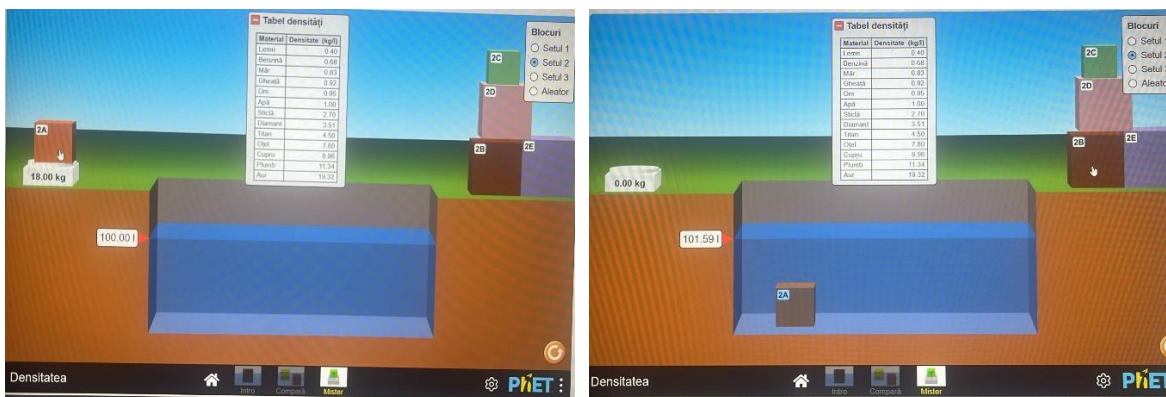 Tabel densități
Material Densitate (kg/l)
Lemn 0.40
Benzină 0.68
Măr 0.83
Gheață 0.92
Om 0.95
Apă 1.00
Sticlă 2.70
Diamant 3.51
Titan 4.50
Oțel 7.80
Cupru 8.96
Plumb 11.34
Aur 19.32
Blocuri
Setul 1
Setul 2
Setul 3
Aleator
2C
2D
2B
2E
2A
18.00 kg
100.00 l
Densitatea
Intro
Compară
Mister
PhET
Tabel densități
Material Densitate (kg/l)
Lemn 0.40
Benzină 0.68
Măr 0.83
Gheață 0.92
Om 0.95
Apă 1.00
Sticlă 2.70
Diamant 3.51
Titan 4.50
Oțel 7.80
Cupru 8.96
Plumb 11.34
Aur 19.32
Blocuri
Setul
Setul 2
Setul 3
Aleator
2C
2D
2B
2E
0.00 kg
101.59 l
2A
Densitatea
Intro
Compară
Mister
PhET